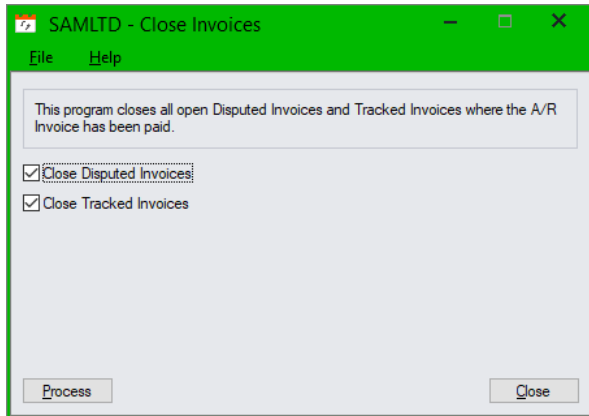 SAMLTD - Close Invoices
File Help
This program closes all open Disputed Invoices and Tracked Invoices where the A/R
Invoice has been paid.
Close Disputed Invoices
Close Tracked Invoices
Process Close